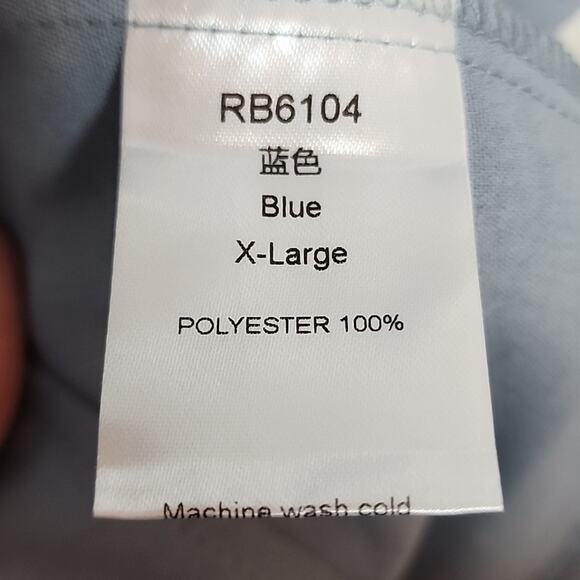 RB6104
蓝色
Blue
X-Large
POLYESTER 100%
Machine wash cold